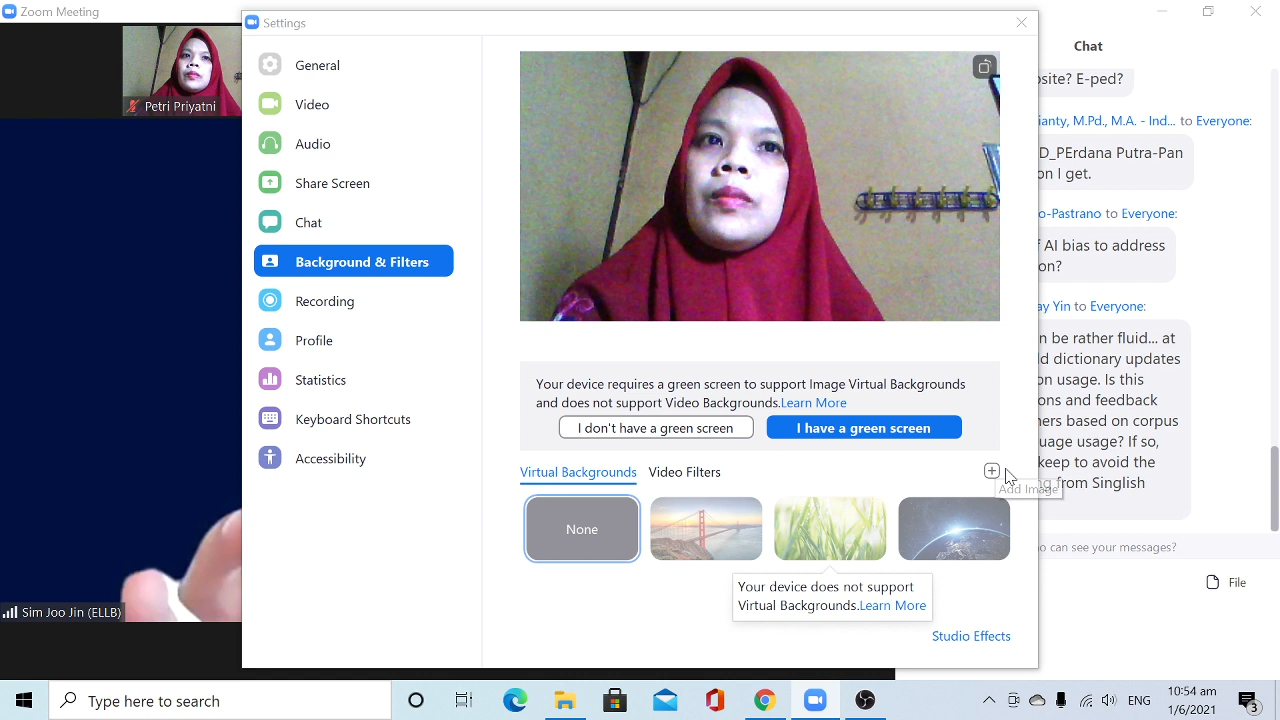 Zoom Meeting
Settings
Petri Priyatni
Sim Joo Jin (ELLB)
General
Video
Audio
Share Screen
Chat
Background & Filters
Recording
Profile
Statistics
Keyboard Shortcuts
Accessibility
Your device requires a green screen to support Image Virtual Backgrounds
and does not support Video Backgrounds.Learn More
I don't have a green screen
I have a green screen
Virtual Backgrounds
Video Filters
Add Image
None
Your device does not support
Virtual Backgrounds.Learn More
Studio Effects
Chat
site? E-ped?
ianty, M.Pd., M.A. - Ind... to Everyone:
D_PErdana Putra-Pan
on I get.
o-Pastrano to Everyone:
f AI bias to address
on?
ay Yin to Everyone:
n be rather fluid... at
d dictionary updates
on usage. Is this
ons and feedback
ners based on corpus
uage usage? If so,
keep to avoid the
from Singlish
o can see your messages?
File
Type here to search
ENG
10:54 am
1/6/2021
3